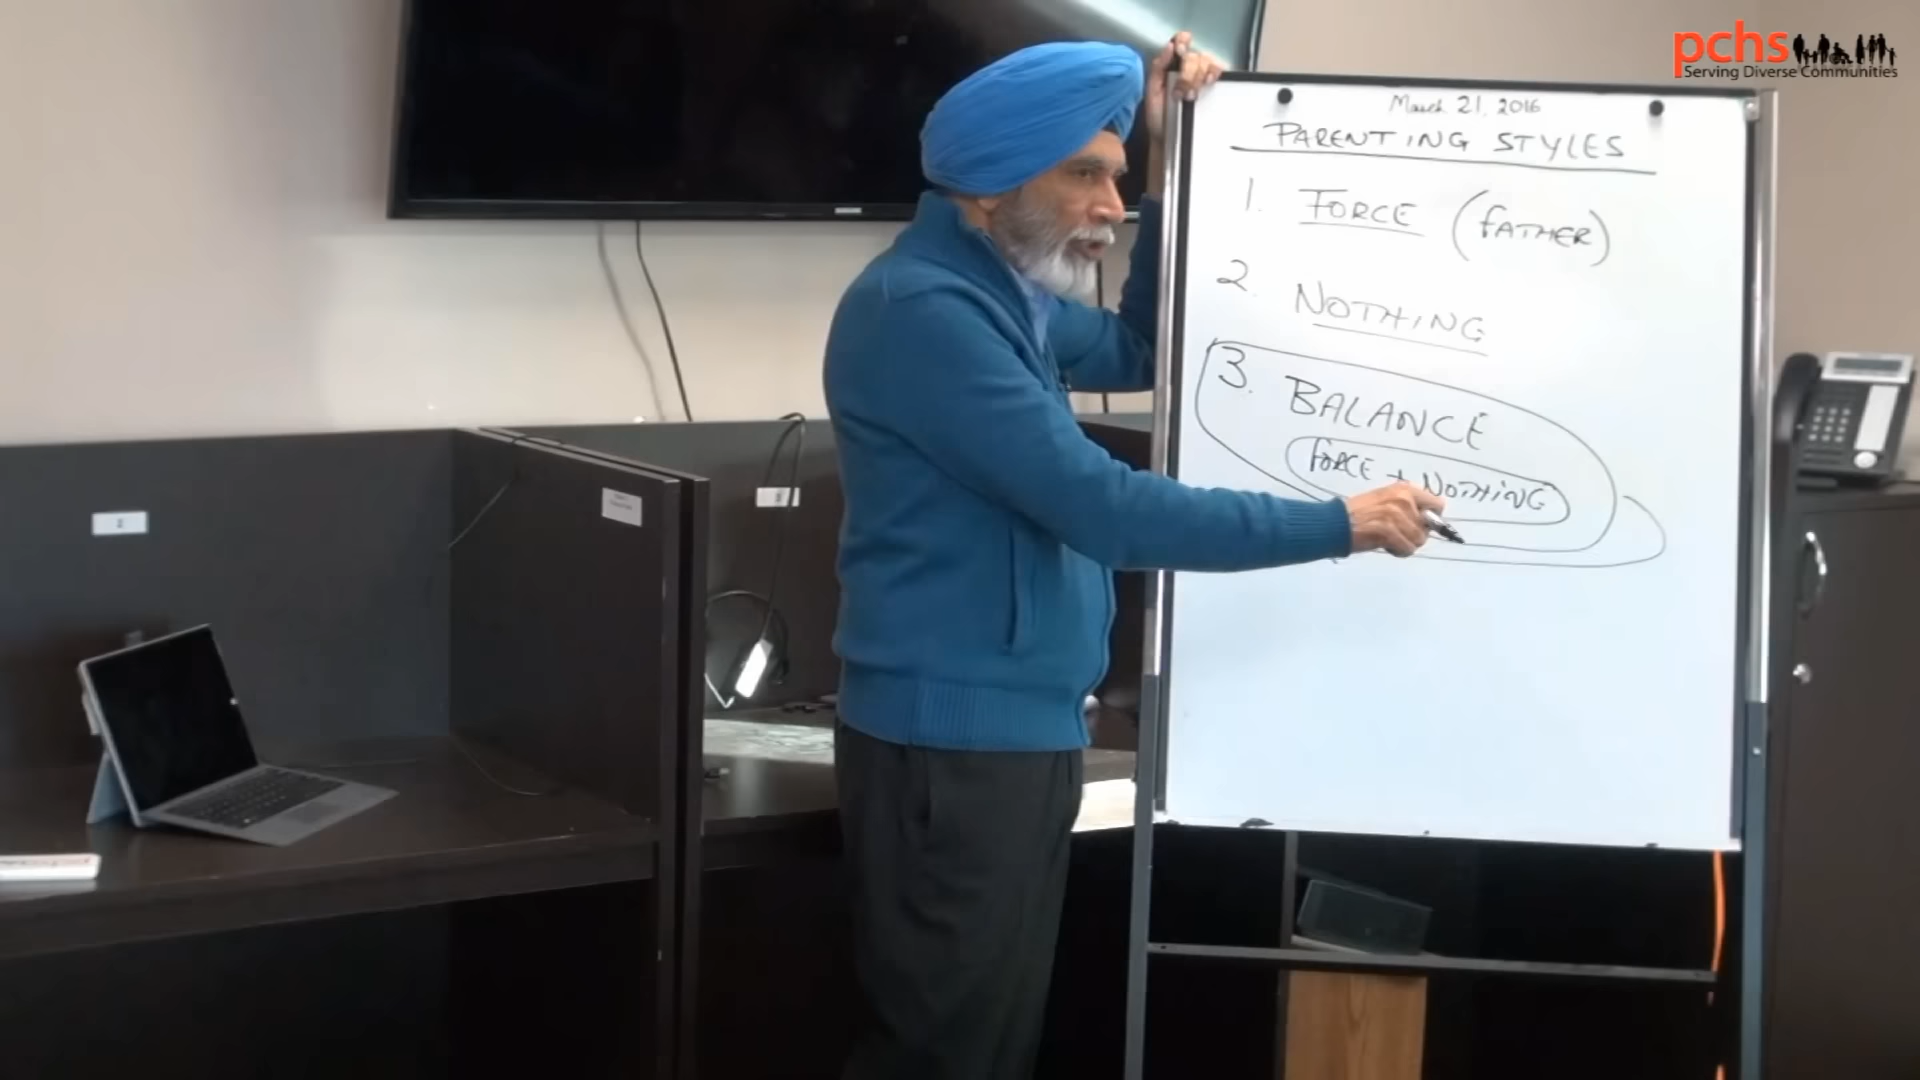 pchs
Serving Diverse Communities
March 21, 2016
PARENTING STYLES
1. FORCE (FATHER)
2. NOTHING
3. BALANCE
FORCE + NOTHING